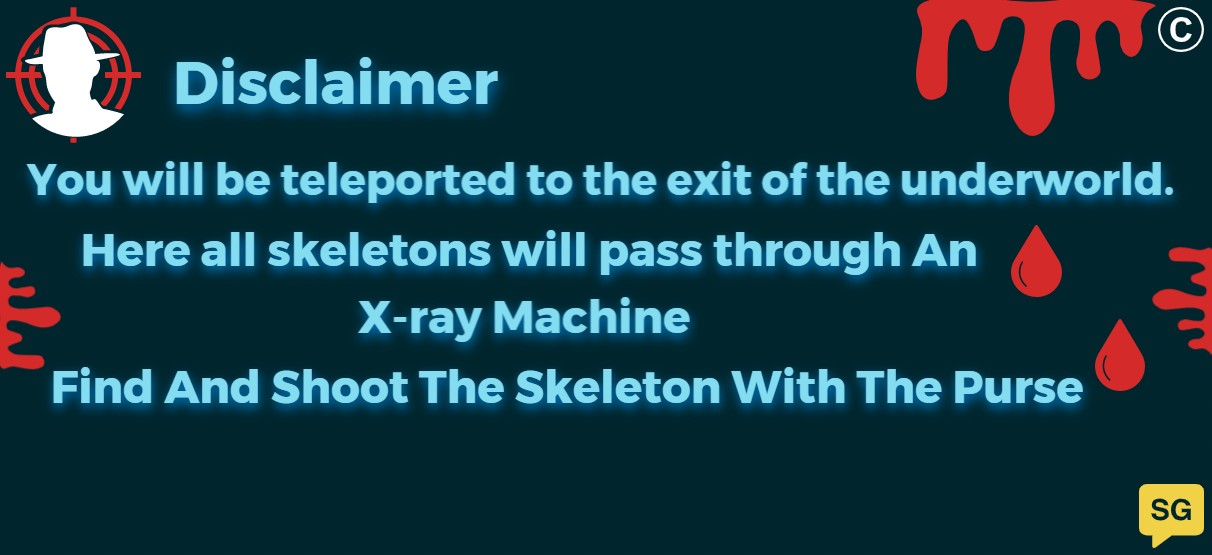 ©
Disclaimer
You will be teleported to the exit of the underworld.
Here all skeletons will pass through An
X-ray Machine
Find And Shoot The Skeleton With The Purse
SG